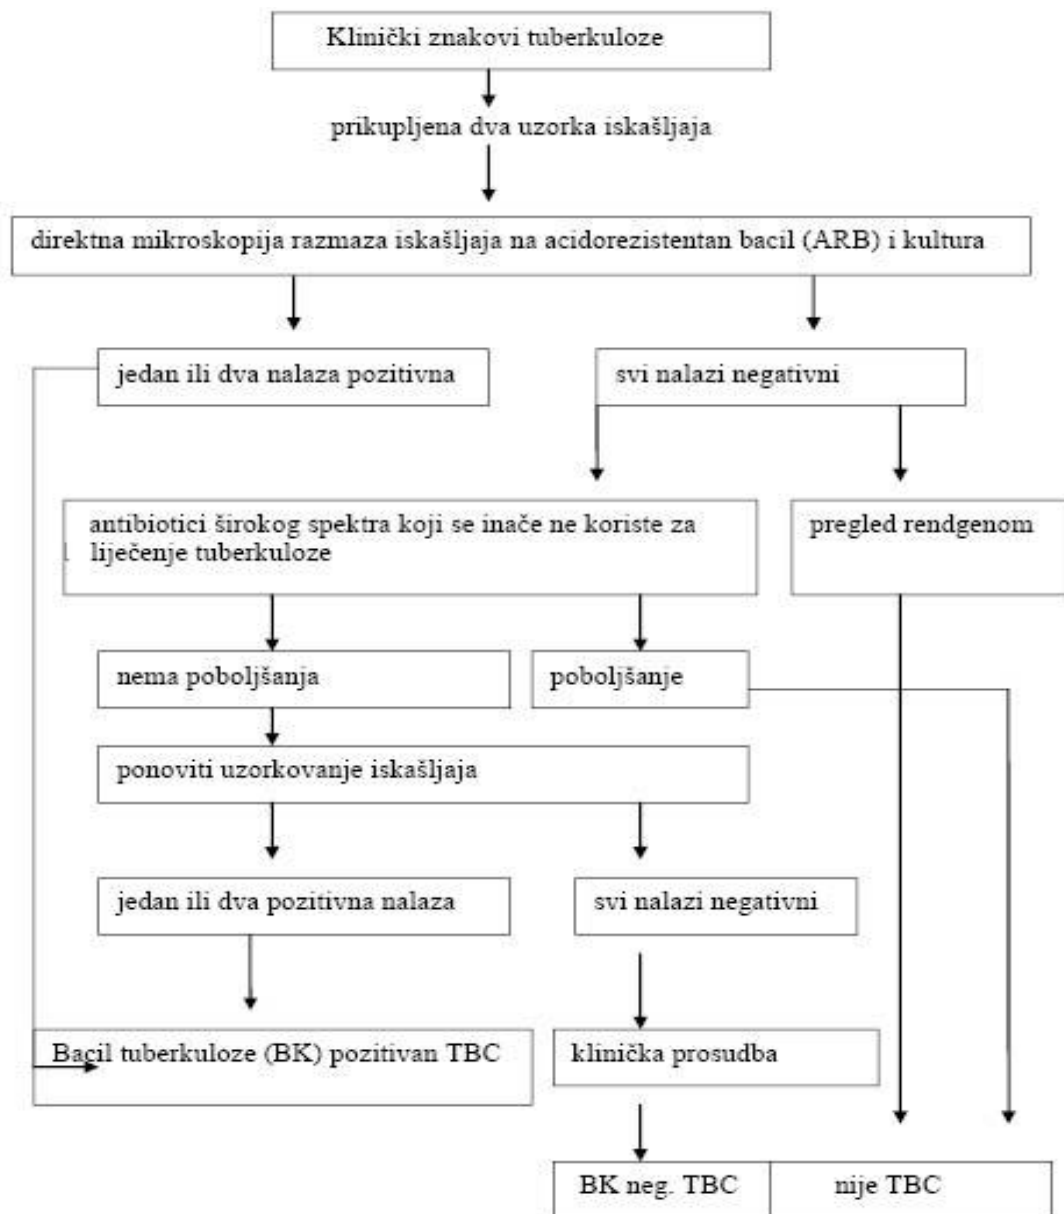 Klinički znakovi tuberkuloze
prikupljena dva uzorka iskašljaja
direktna mikroskopija razmaza iskašljaja na acidorezistentan bacil (ARB) i kultura
jedan ili dva nalaza pozitivna
svi nalazi negativni
antibiotici širokog spektra koji se inače ne koriste za
liječenje tuberkuloze
pregled rendgenom
nema poboljšanja
poboljšanje
ponoviti uzorkovanje iskašljaja
jedan ili dva pozitivna nalaza
svi nalazi negativni
Bacil tuberkuloze (BK) pozitivan TBC
klinička prosudba
BK neg. TBC
nije TBC